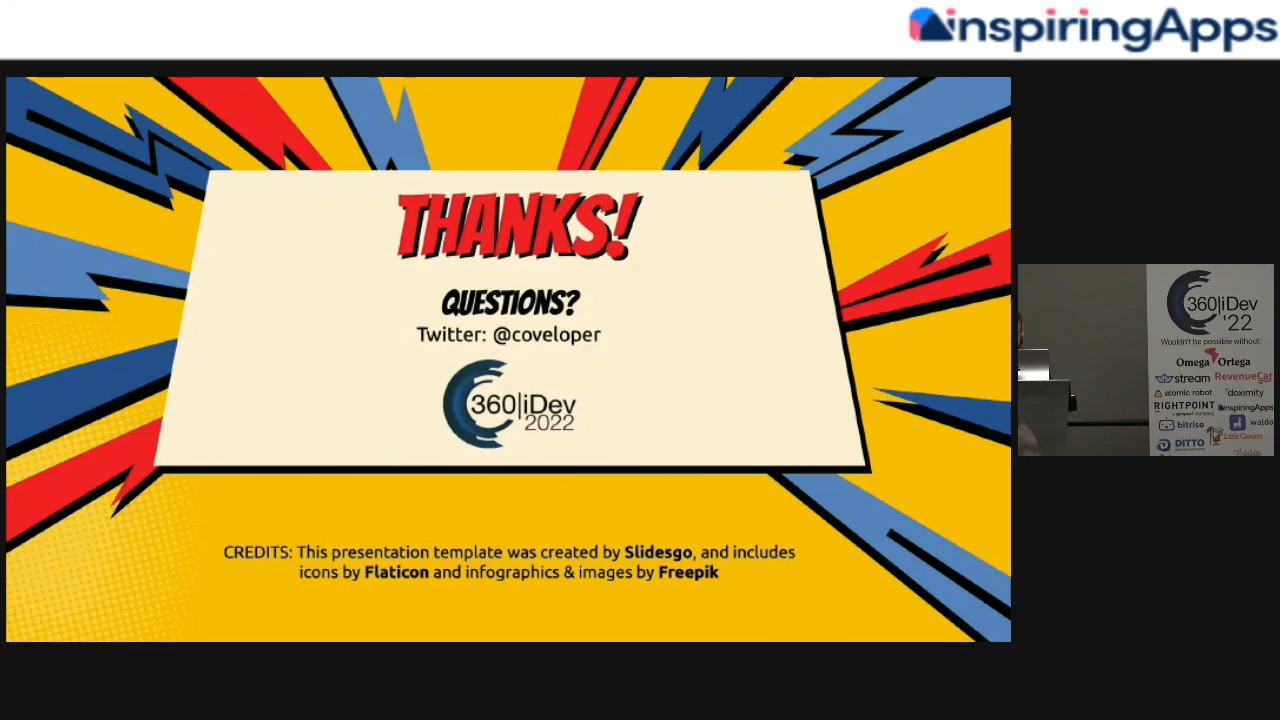 inspiringApps
THANKS!
QUESTIONS?
Twitter: @coveloper
360|iDev
2022
CREDITS: This presentation template was created by Slidesgo, and includes
icons by Flaticon and infographics & images by Freepik
360|iDev
'22
Wouldn't be possible without:
Omega Ortega
stream RevenueCat
atomic robot doximity
RIGHTPOINT inspiringApps
bitrise waldo
DITTO Little Caesars